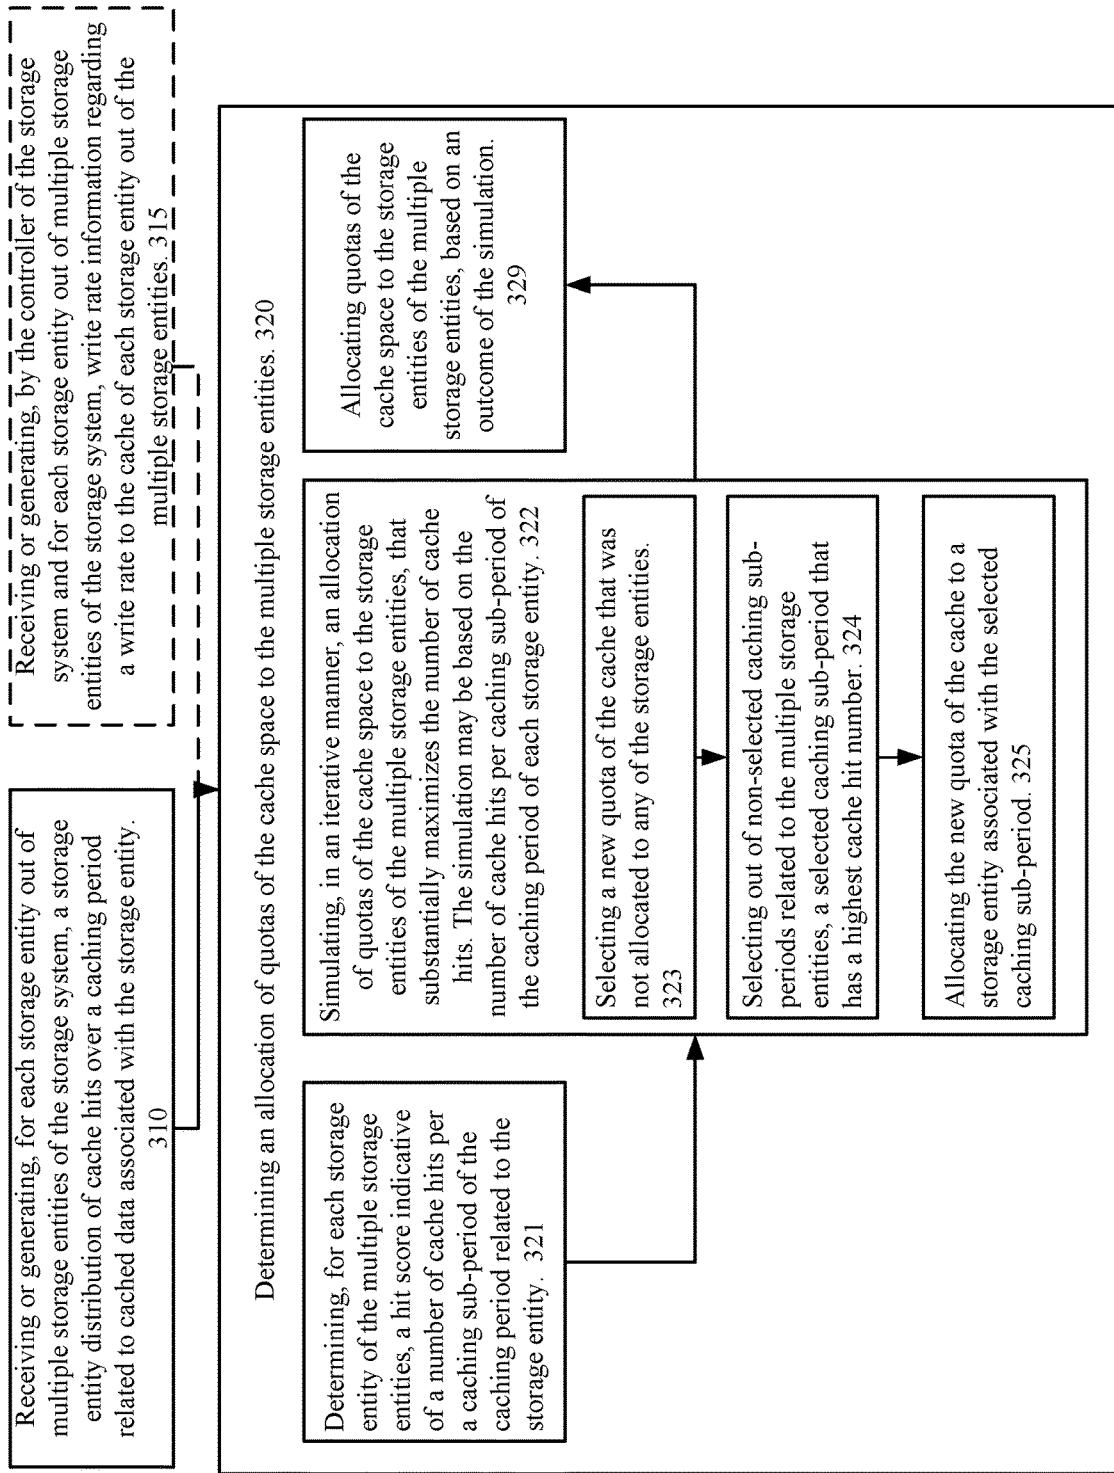 Receiving or generating, for each storage entity out of
multiple storage entities of the storage system, a storage
entity distribution of cache hits over a caching period
related to cached data associated with the storage entity.
310
Receiving or generating, by the controller of the storage
system and for each storage entity out of multiple storage
entities of the storage system, write rate information regarding
a write rate to the cache of each storage entity out of the
multiple storage entities. 315
Determining an allocation of quotas of the cache space to the multiple storage entities. 320
Determining, for each storage
entity of the multiple storage
entities, a hit score indicative
of a number of cache hits per
a caching sub-period of the
caching period related to the
storage entity. 321
Simulating, in an iterative manner, an allocation
of quotas of the cache space to the storage
entities of the multiple storage entities, that
substantially maximizes the number of cache
hits. The simulation may be based on the
number of cache hits per caching sub-period of
the caching period of each storage entity. 322
Selecting a new quota of the cache that was
not allocated to any of the storage entities.
323
Selecting out of non-selected caching sub-
periods related to the multiple storage
entities, a selected caching sub-period that
has a highest cache hit number. 324
Allocating the new quota of the cache to a
storage entity associated with the selected
caching sub-period. 325
Allocating quotas of the
cache space to the storage
entities of the multiple
storage entities, based on an
outcome of the simulation.
329